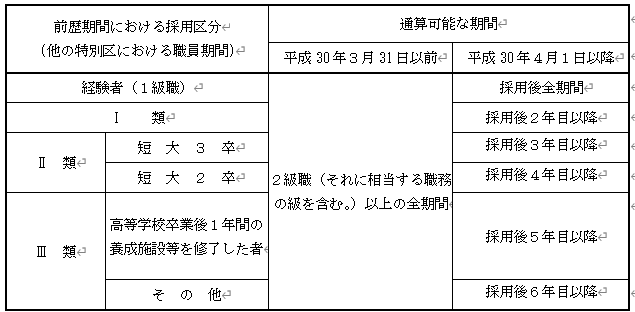 前歴期間における採用区分
（他の特別区における職員期間）
通算可能な期間
平成30年３月31日以前
平成30年４月１日以降
経験者（１級職）
採用後全期間
Ⅰ　類
採用後２年目以降
Ⅱ　類
短　大　３　卒
採用後３年目以降
短　大　２　卒
採用後４年目以降
２級職（それに相当する職務
の級を含む。）以上の全期間
Ⅲ　類
高等学校卒業後１年間の
養成施設等を修了した者
採用後５年目以降
そ　の　他
採用後６年目以降